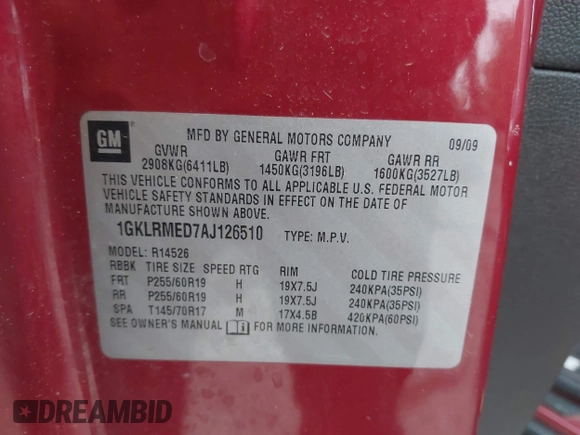 GM
MFD BY GENERAL MOTORS COMPANY 09/09
GVWR GAWR FRT GAWR RR
2908KG(6411LB) 1450KG(3196LB) 1600KG(3527LB)
THIS VEHICLE CONFORMS TO ALL APPLICABLE U.S. FEDERAL MOTOR
VEHICLE SAFETY STANDARDS IN EFFECT ON THE DATE OF
MANUFACTURE SHOWN ABOVE.
1GKLRMED7AJ126510 TYPE: M.P.V.
MODEL: R14526
RBBK TIRE SIZE SPEED RTG RIM COLD TIRE PRESSURE
FRT P255/60R19 H 19X7.5J 240KPA(35PSI)
RR P255/60R19 H 19X7.5J 240KPA(35PSI)
SPA T145/70R17 M 17X4.5B 420KPA(60PSI)
SEE OWNER'S MANUAL FOR MORE INFORMATION.
DREAMBID